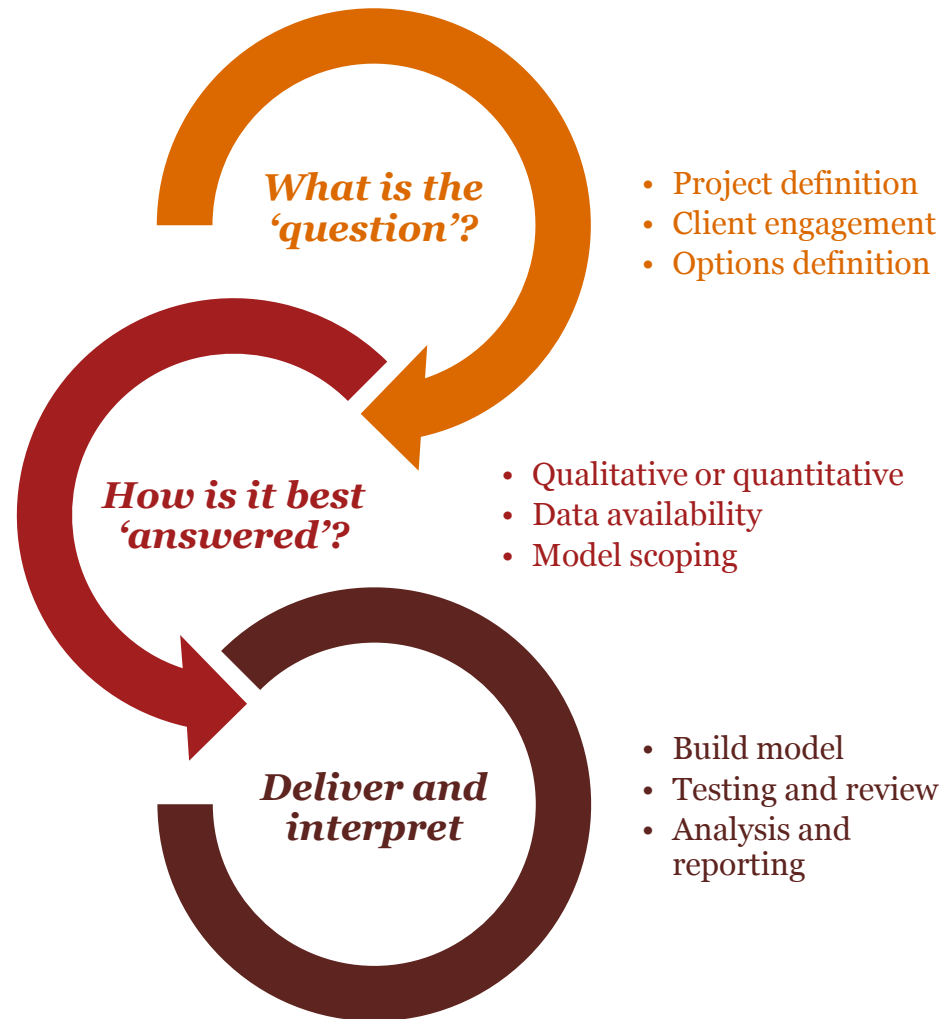 What is the
‘question’?
• Project definition
• Client engagement
• Options definition
How is it best
‘answered’?
• Qualitative or quantitative
• Data availability
• Model scoping
Deliver and
interpret
• Build model
• Testing and review
• Analysis and
reporting